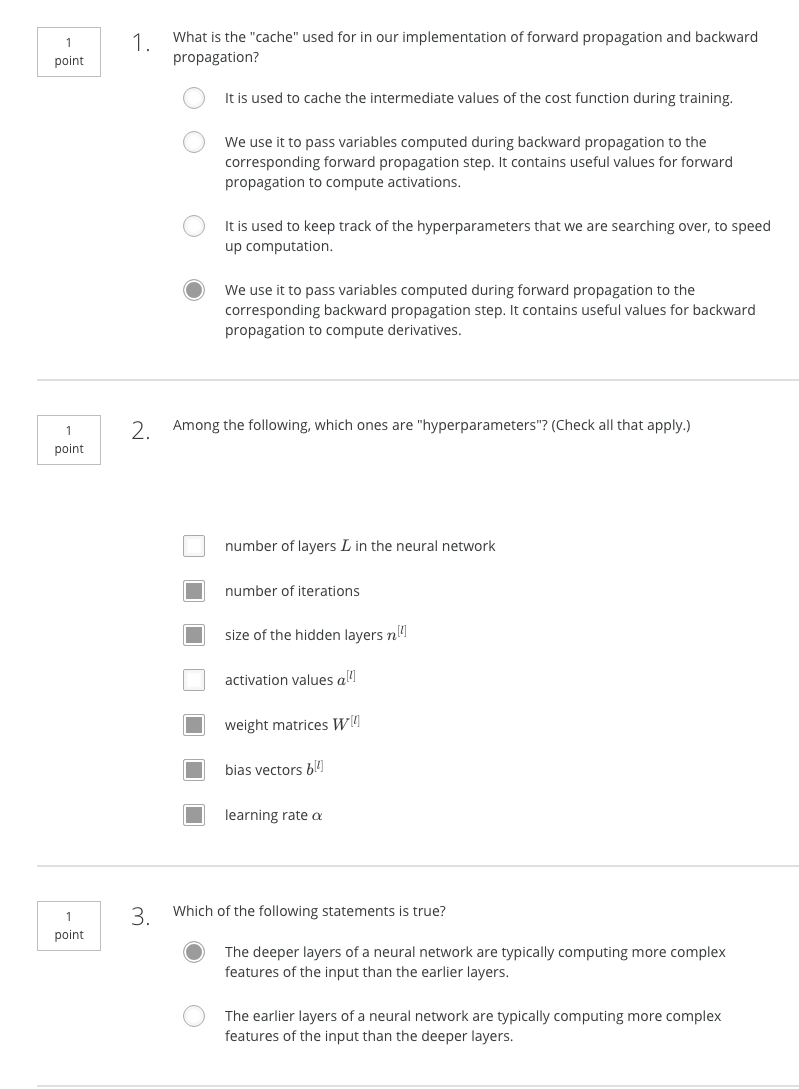 1
point
1.
What is the "cache" used for in our implementation of forward propagation and backward
propagation?
It is used to cache the intermediate values of the cost function during training.
We use it to pass variables computed during backward propagation to the
corresponding forward propagation step. It contains useful values for forward
propagation to compute activations.
It is used to keep track of the hyperparameters that we are searching over, to speed
up computation.
We use it to pass variables computed during forward propagation to the
corresponding backward propagation step. It contains useful values for backward
propagation to compute derivatives.
1
point
2.
Among the following, which ones are "hyperparameters"? (Check all that apply.)
number of layers L in the neural network
number of iterations
size of the hidden layers n^[l]
activation values a^[l]
weight matrices W^[l]
bias vectors b^[l]
learning rate α
1
point
3.
Which of the following statements is true?
The deeper layers of a neural network are typically computing more complex
features of the input than the earlier layers.
The earlier layers of a neural network are typically computing more complex
features of the input than the deeper layers.